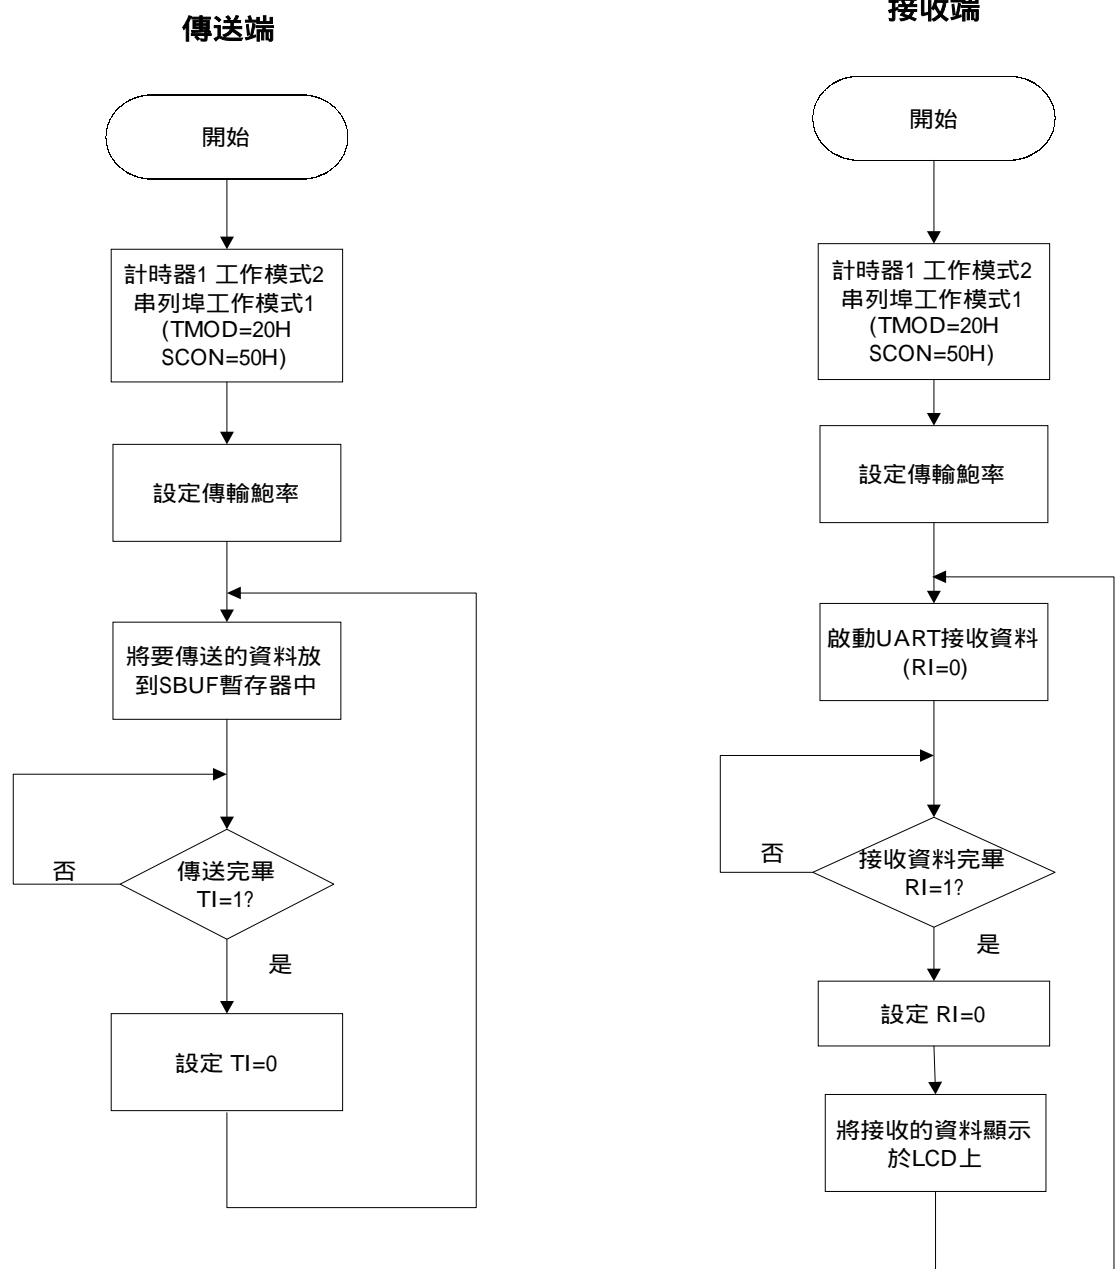 傳送端
開始
計時器1 工作模式2
串列埠工作模式1
(TMOD=20H
SCON=50H)
設定傳輸鮑率
將要傳送的資料放
到SBUF暫存器中
否
傳送完畢
TI=1?
是
設定 TI=0
接收端
開始
計時器1 工作模式2
串列埠工作模式1
(TMOD=20H
SCON=50H)
設定傳輸鮑率
啟動UART接收資料
(RI=0)
否
接收資料完畢
RI=1?
是
設定 RI=0
將接收的資料顯示
於LCD上